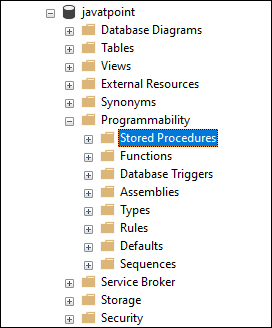 javatpoint
Database Diagrams
Tables
Views
External Resources
Synonyms
Programmability
Stored Procedures
Functions
Database Triggers
Assemblies
Types
Rules
Defaults
Sequences
Service Broker
Storage
Security